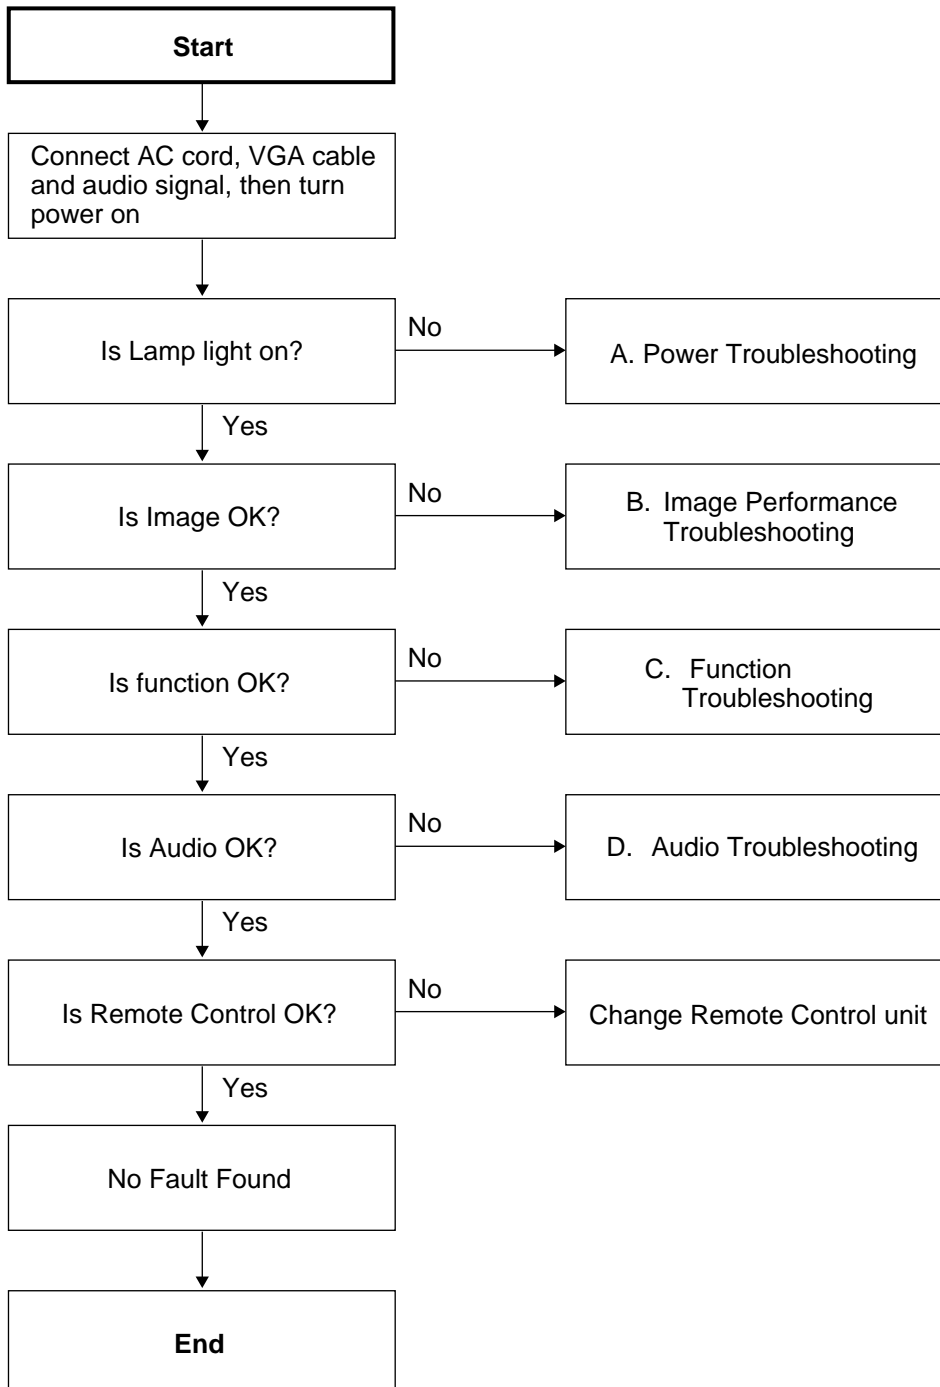 Start
Connect AC cord, VGA cable
and audio signal, then turn
power on
Is Lamp light on?
No
A. Power Troubleshooting
Yes
Is Image OK?
No
B. Image Performance
Troubleshooting
Yes
Is function OK?
No
C. Function
Troubleshooting
Yes
Is Audio OK?
No
D. Audio Troubleshooting
Yes
Is Remote Control OK?
No
Change Remote Control unit
Yes
No Fault Found
End